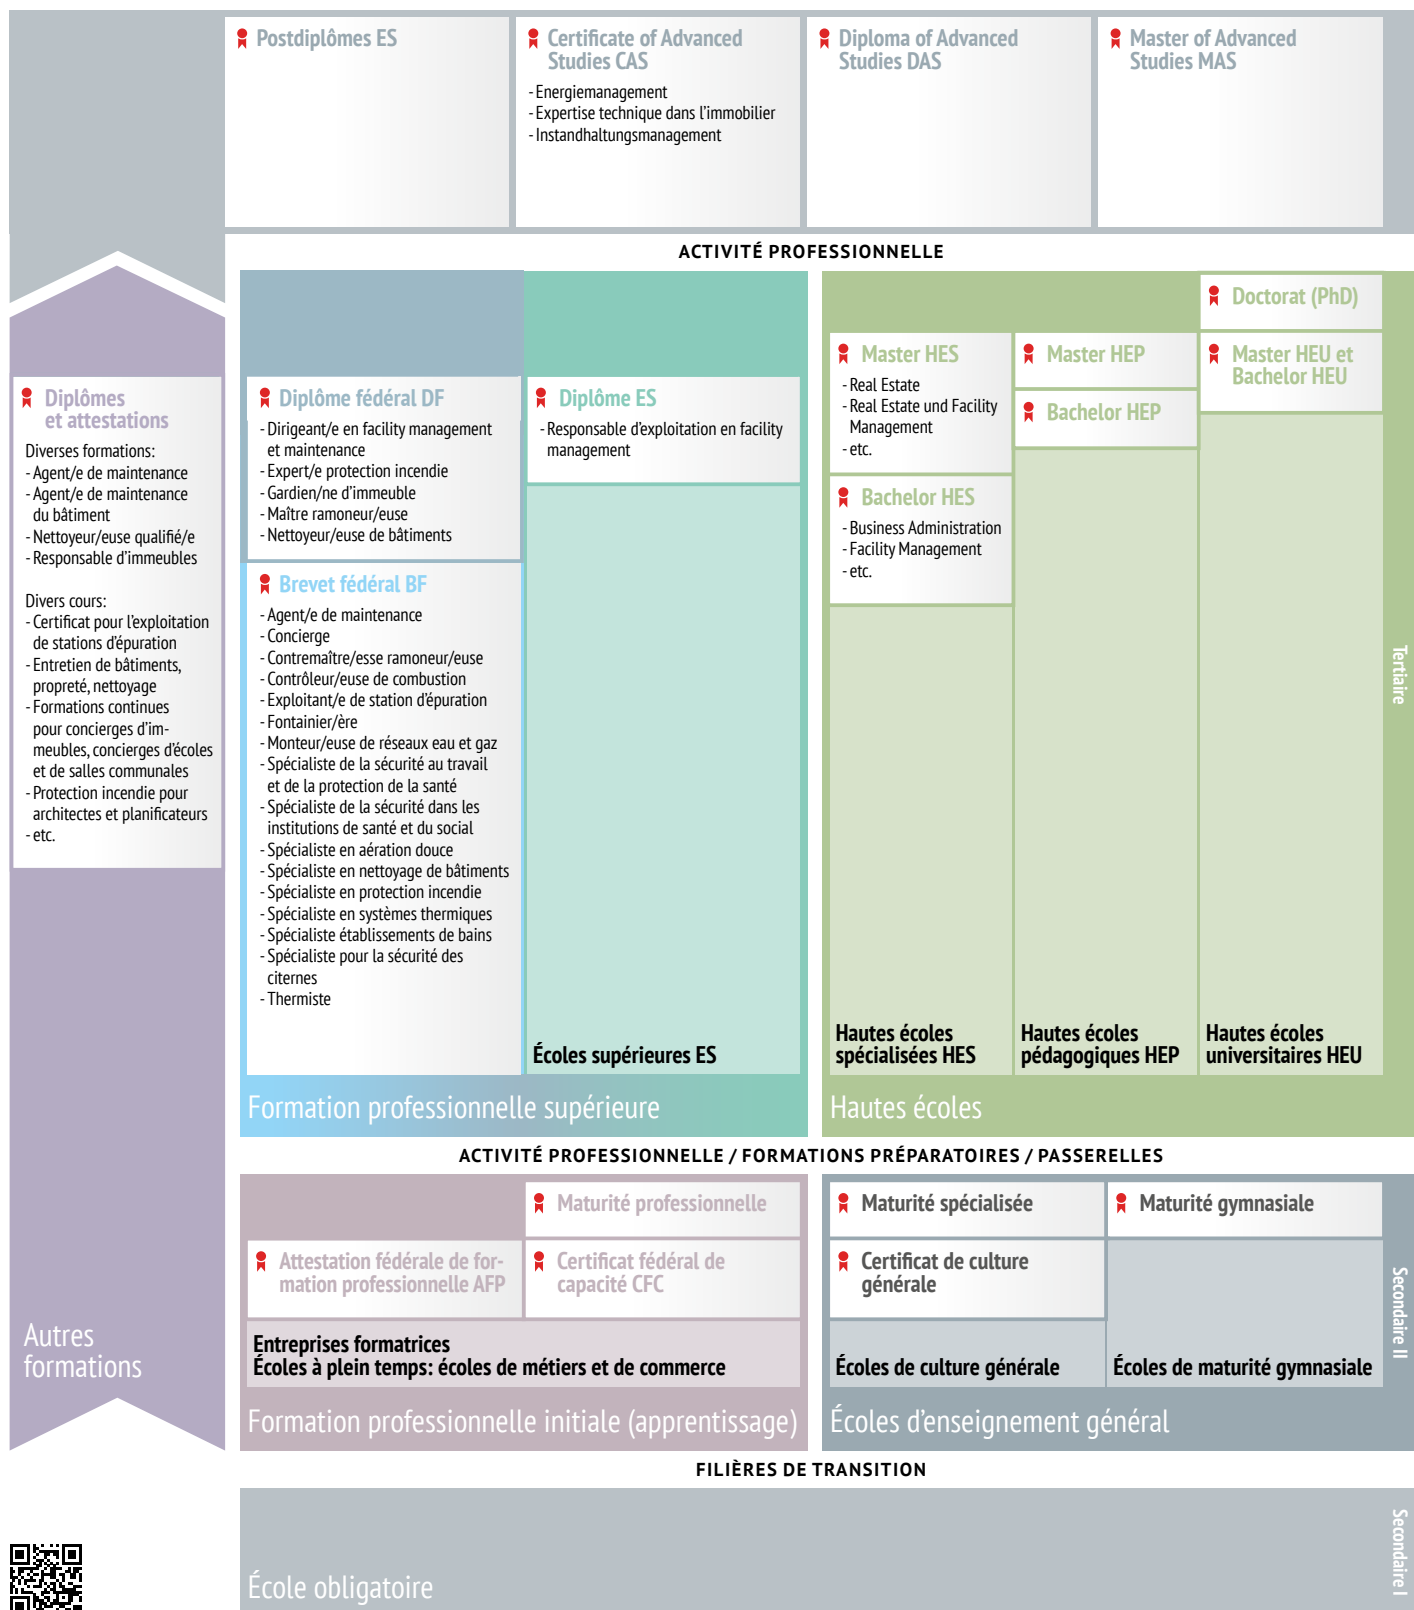 Postdiplômes ES
Certificate of Advanced
Studies CAS
- Energiemanagement
- Expertise technique dans l'immobilier
- Instandhaltungsmanagement
Diploma of Advanced
Studies DAS
Master of Advanced
Studies MAS
ACTIVITÉ PROFESSIONNELLE
Diplômes
et attestations
Diverses formations:
- Agent/e de maintenance
- Agent/e de maintenance
du bâtiment
- Nettoyeur/euse qualifié/e
- Responsable d'immeubles
Divers cours:
- Certificat pour l'exploitation
de stations d'épuration
- Entretien de bâtiments,
propreté, nettoyage
- Formations continues
pour concierges d'im-
meubles, concierges d'écoles
et de salles communales
- Protection incendie pour
architectes et planificateurs
- etc.
Autres
formations
Diplôme fédéral DF
- Dirigeant/e en facility management
et maintenance
- Expert/e protection incendie
- Gardien/ne d'immeuble
- Maître ramoneur/euse
- Nettoyeur/euse de bâtiments
Brevet fédéral BF
- Agent/e de maintenance
- Concierge
- Contremaître/esse ramoneur/euse
- Contrôleur/euse de combustion
- Exploitant/e de station d'épuration
- Fontainier/ère
- Monteur/euse de réseaux eau et gaz
- Spécialiste de la sécurité au travail
et de la protection de la santé
- Spécialiste de la sécurité dans les
institutions de santé et du social
- Spécialiste en aération douce
- Spécialiste en nettoyage de bâtiments
- Spécialiste en protection incendie
- Spécialiste en systèmes thermiques
- Spécialiste établissements de bains
- Spécialiste pour la sécurité des
citernes
- Thermiste
Diplôme ES
- Responsable d'exploitation en facility
management
Écoles supérieures ES
Formation professionnelle supérieure
Master HES
- Real Estate
- Real Estate und Facility
Management
- etc.
Bachelor HES
- Business Administration
- Facility Management
- etc.
Hautes écoles
spécialisées HES
Master HEP
Bachelor HEP
Hautes écoles
pédagogiques HEP
Doctorat (PhD)
Master HEU et
Bachelor HEU
Hautes écoles
universitaires HEU
Hautes écoles
Tertiaire
ACTIVITÉ PROFESSIONNELLE / FORMATIONS PRÉPARATOIRES / PASSERELLES
Maturité professionnelle
Attestation fédérale de for-
mation professionnelle AFP
Certificat fédéral de
capacité CFC
Entreprises formatrices
Écoles à plein temps: écoles de métiers et de commerce
Formation professionnelle initiale (apprentissage)
Maturité spécialisée
Certificat de culture
générale
Écoles de culture générale
Maturité gymnasiale
Écoles de maturité gymnasiale
Écoles d'enseignement général
Secondaire II
FILIÈRES DE TRANSITION
École obligatoire
Secondaire I